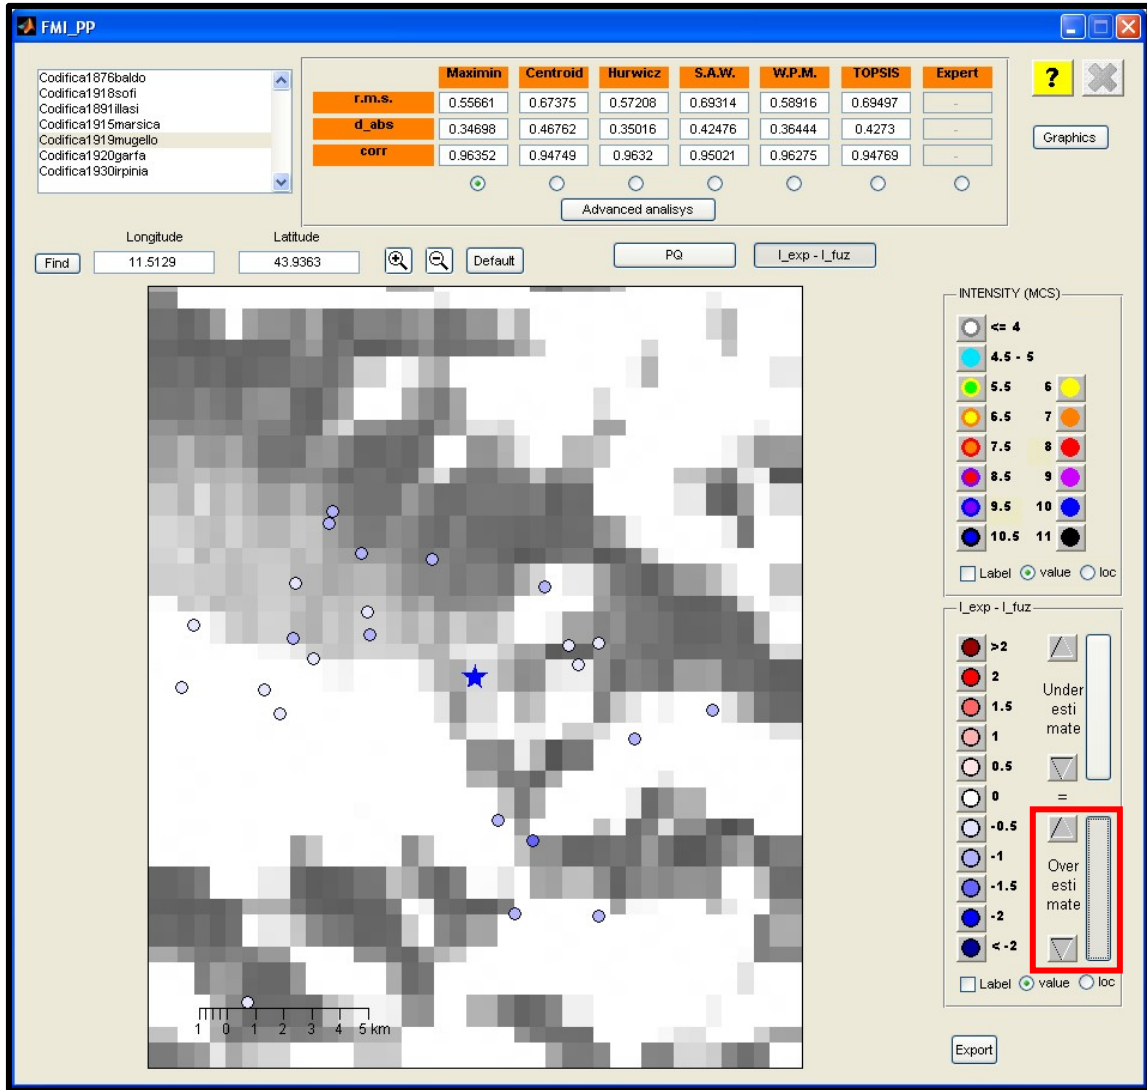 FMI_PP
Codifica1876baldo
Codifica1918sofi
Codifica1891illasi
Codifica1915marsica
Codifica1919mugello
Codifica1920garfa
Codifica1930irpinia
Maximin Centroid Hurwicz S.A.W. W.P.M. TOPSIS Expert
r.m.s. 0.55661 0.67375 0.57208 0.69314 0.58916 0.69497 -
d_abs 0.34698 0.46762 0.35016 0.42476 0.36444 0.4273 -
corr 0.96352 0.94749 0.9632 0.95021 0.96275 0.94769 -
Advanced analisys
?
Graphics
Longitude Latitude
Find 11.5129 43.9363 Default PQ I_exp - I_fuz
INTENSITY (MCS)
<= 4
4.5 - 5
5.5 6
6.5 7
7.5 8
8.5 9
9.5 10
10.5 11
Label value loc
I_exp - I_fuz
>2
2
1.5
1
0.5
0
-0.5
-1
-1.5
-2
< -2
Under
esti
mate
=
Over
esti
mate
Label value loc
1 0 1 2 3 4 5 km
Export